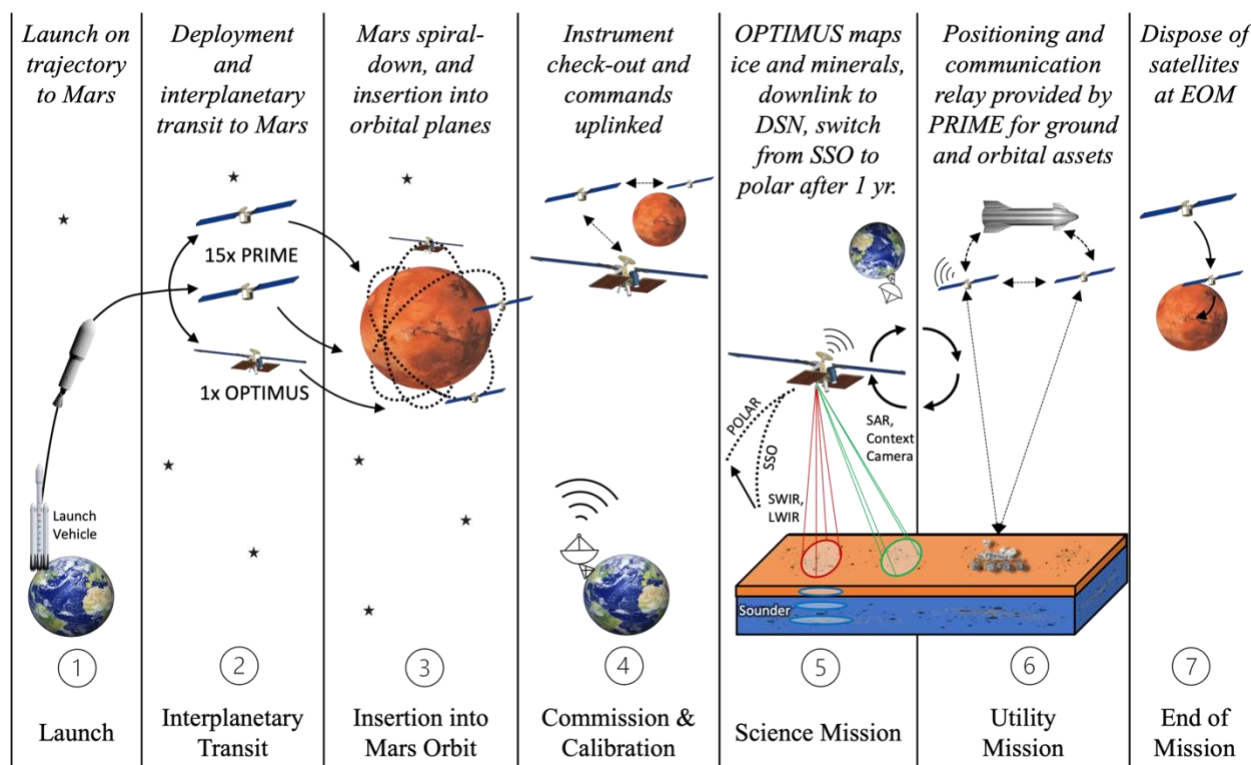 Launch on
trajectory
to Mars
Deployment
and
interplanetary
transit to Mars
Mars spiral-
down, and
insertion into
orbital planes
Instrument
check-out and
commands
uplinked
OPTIMUS maps
ice and minerals,
downlink to
DSN, switch
from SSO to
polar after 1 yr.
Positioning and
communication
relay provided by
PRIME for ground
and orbital assets
Dispose of
satellites
at EOM
15x PRIME
1x OPTIMUS
Launch
Vehicle
POLAR
SSO
SWIR,
LWIR
SAR,
Context
Camera
Sounder
1
2
3
4
5
6
7
Launch
Interplanetary
Transit
Insertion into
Mars Orbit
Commission &
Calibration
Science Mission
Utility
Mission
End of
Mission